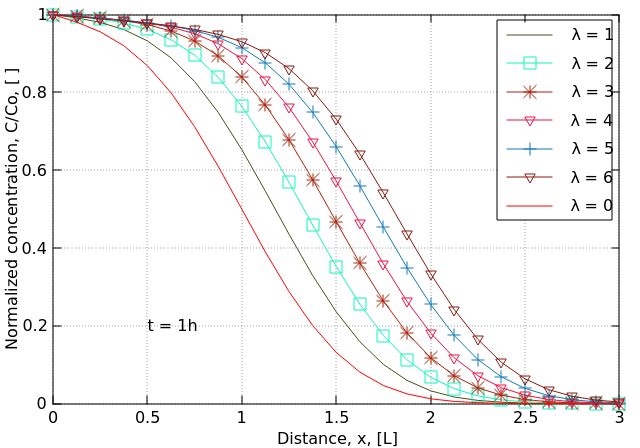 Normalized concentration, C/Co, [ ]
1
0.8
0.6
0.4
0.2
0
λ = 1
λ = 2
λ = 3
λ = 4
λ = 5
λ = 6
λ = 0
t = 1h
0 0.5 1 1.5 2 2.5 3
Distance, x, [L]